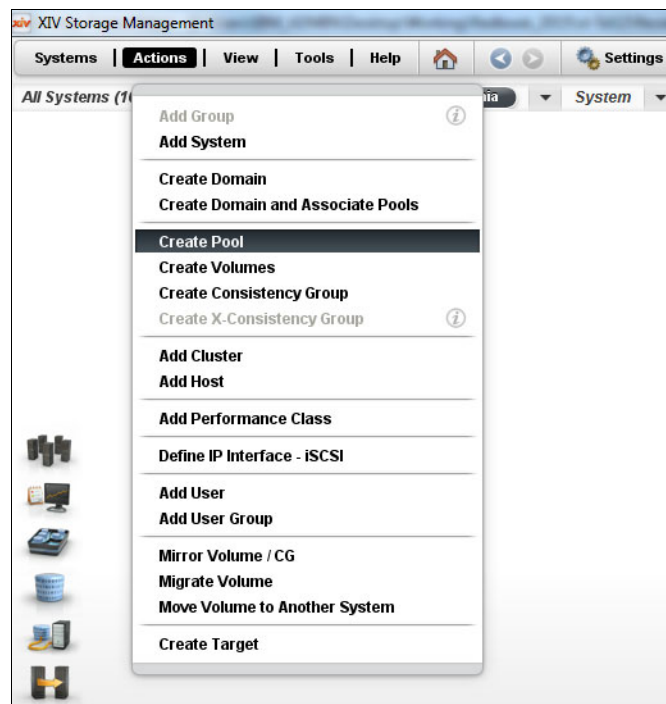 xiv XIV Storage Management
Systems | Actions | View | Tools | Help Settings
All Systems (1 System
Add Group
Add System
Create Domain
Create Domain and Associate Pools
Create Pool
Create Volumes
Create Consistency Group
Create X-Consistency Group
Add Cluster
Add Host
Add Performance Class
Define IP Interface - iSCSI
Add User
Add User Group
Mirror Volume / CG
Migrate Volume
Move Volume to Another System
Create Target